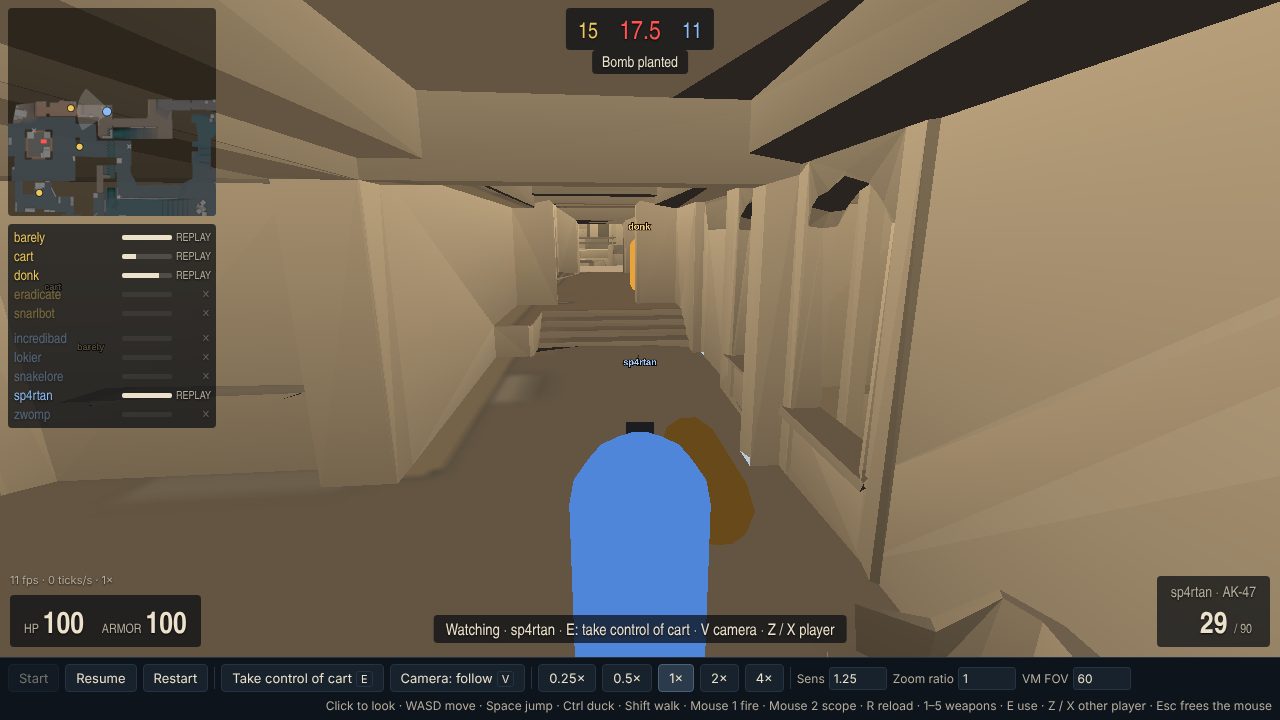 15 17.5 11
Bomb planted
donk
sp4rtan
barely REPLAY
cart REPLAY
donk REPLAY
cart
eradicate ×
snarlbot ×
incredibad ×
barely
lokier ×
snakelore ×
sp4rtan REPLAY
zwomp ×
11 fps · 0 ticks/s · 1×
HP 100 ARMOR 100
sp4rtan · AK-47
29 / 90
Watching · sp4rtan · E: take control of cart · V camera · Z / X player
Start Resume Restart Take control of cart E Camera: follow V 0.25× 0.5× 1× 2× 4× Sens 1.25 Zoom ratio 1 VM FOV 60
Click to look · WASD move · Space jump · Ctrl duck · Shift walk · Mouse 1 fire · Mouse 2 scope · R reload · 1–5 weapons · E use · Z / X other player · Esc frees the mouse